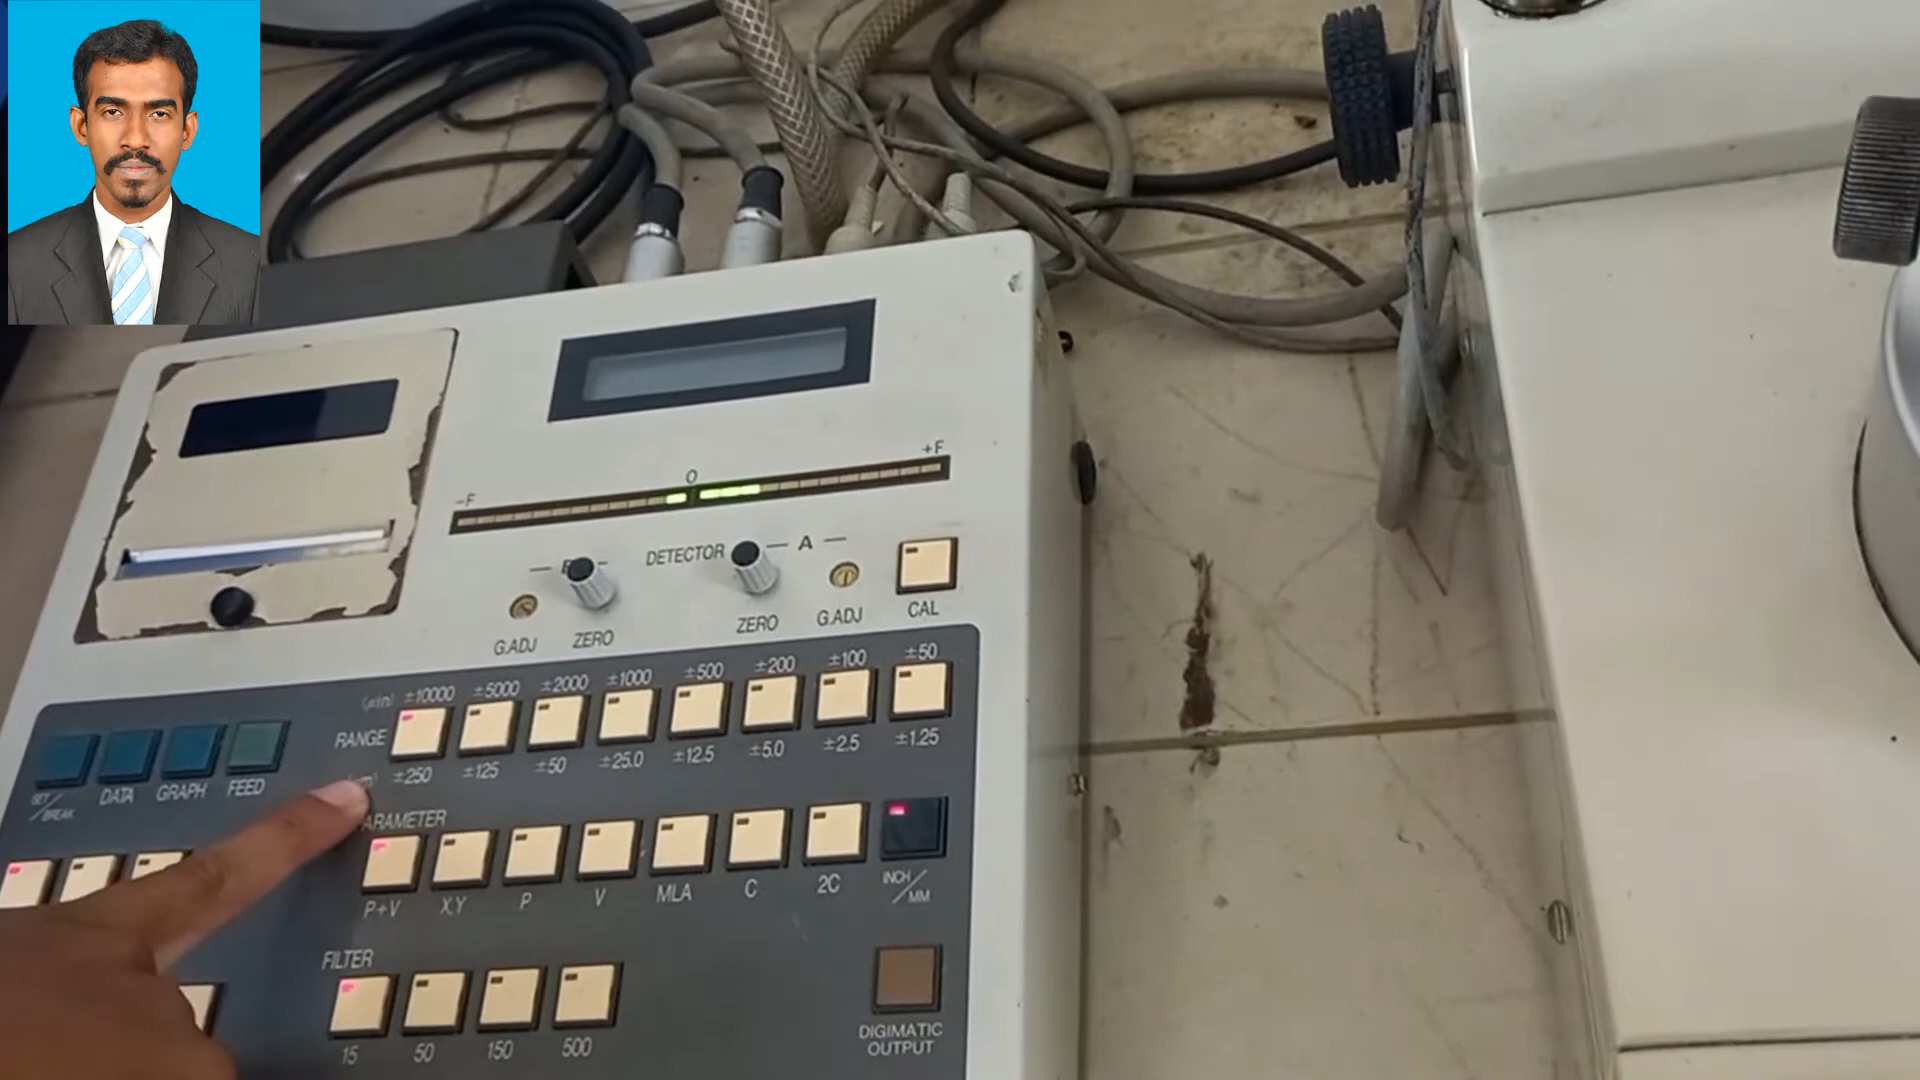 -F 0 +F
B DETECTOR A
G.ADJ ZERO ZERO G.ADJ CAL
(µin) ±10000 ±5000 ±2000 ±1000 ±500 ±200 ±100 ±50
RANGE
±250 ±125 ±50 ±25.0 ±12.5 ±5.0 ±2.5 ±1.25
SET/BREAK DATA GRAPH FEED
P+V X,Y P V MLA C 2C INCH/MM
FILTER
15 50 150 500
DIGIMATIC
OUTPUT